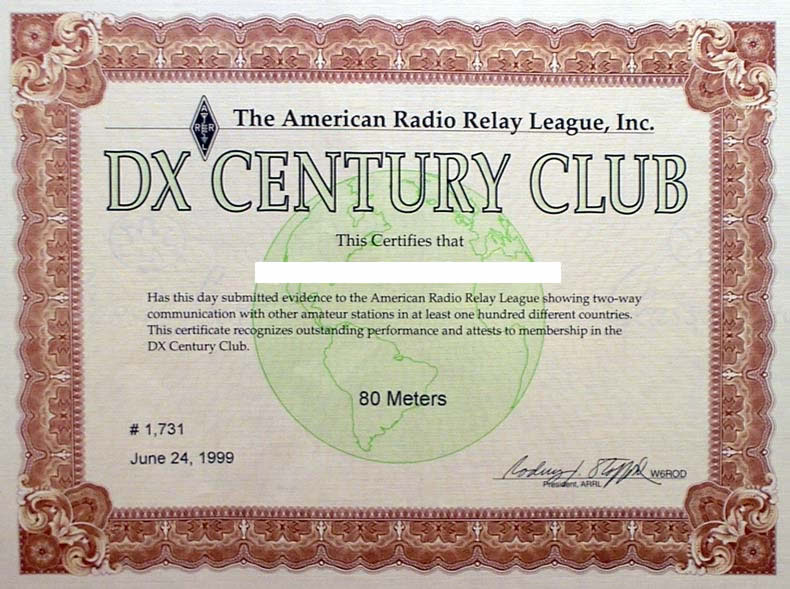 The American Radio Relay League, Inc.
DX CENTURY CLUB
This Certifies that
Has this day submitted evidence to the American Radio Relay League showing two-way
communication with other amateur stations in at least one hundred different countries.
This certificate recognizes outstanding performance and attests to membership in the
DX Century Club.
80 Meters
# 1,731
June 24, 1999
W6ROD
President, ARRL